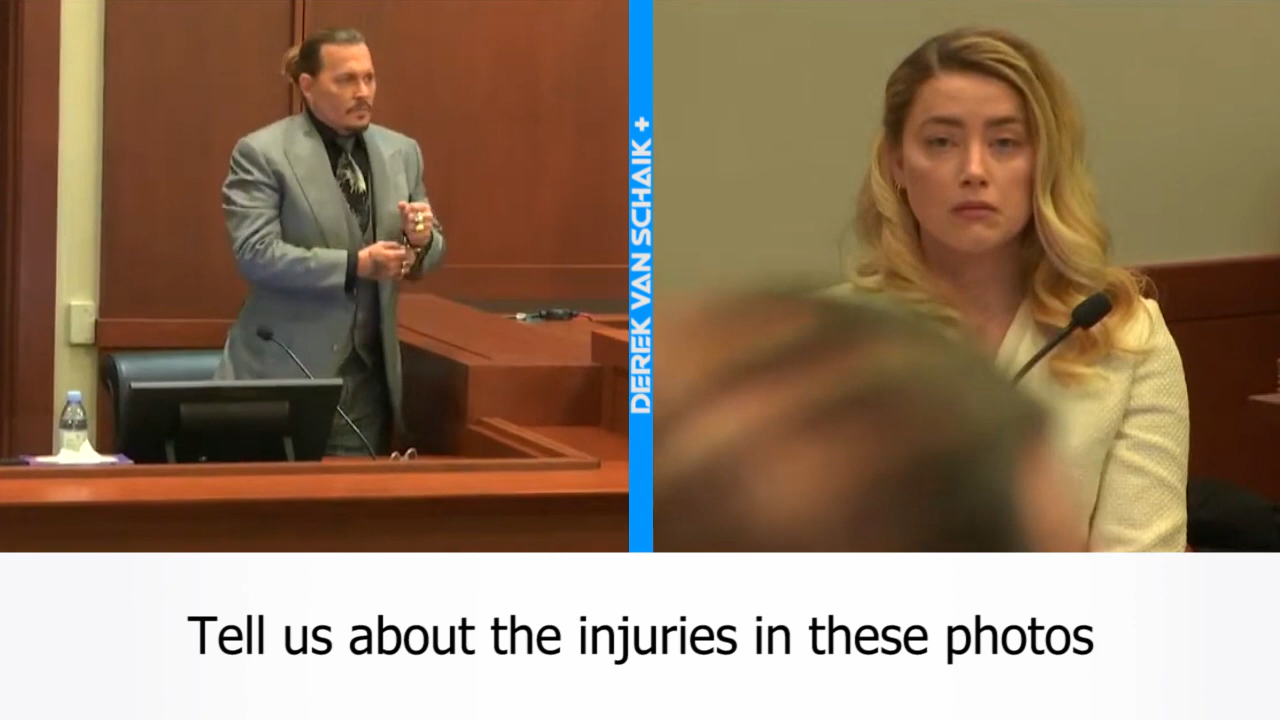 DEREK VAN SCHAIK +
Tell us about the injuries in these photos